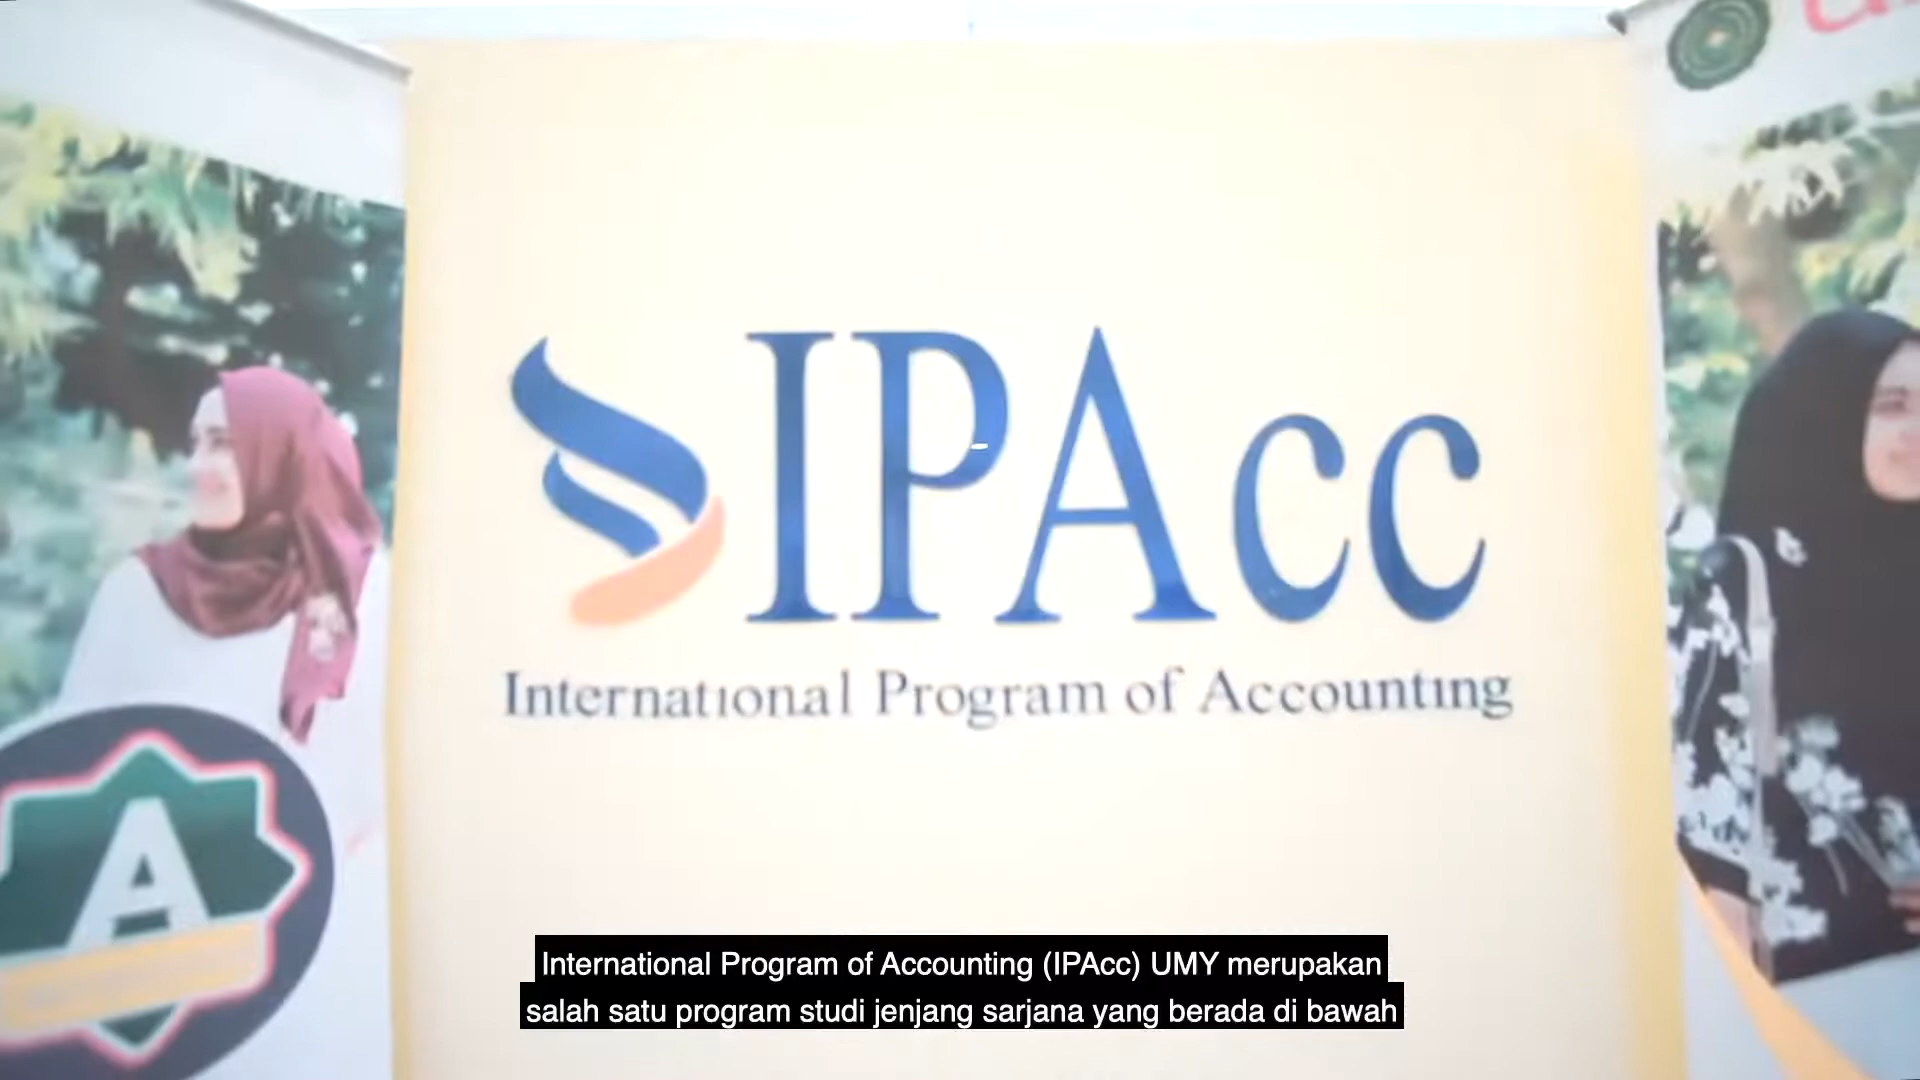 IPAcc
International Program of Accounting
A
International Program of Accounting (IPAcc) UMY merupakan
salah satu program studi jenjang sarjana yang berada di bawah